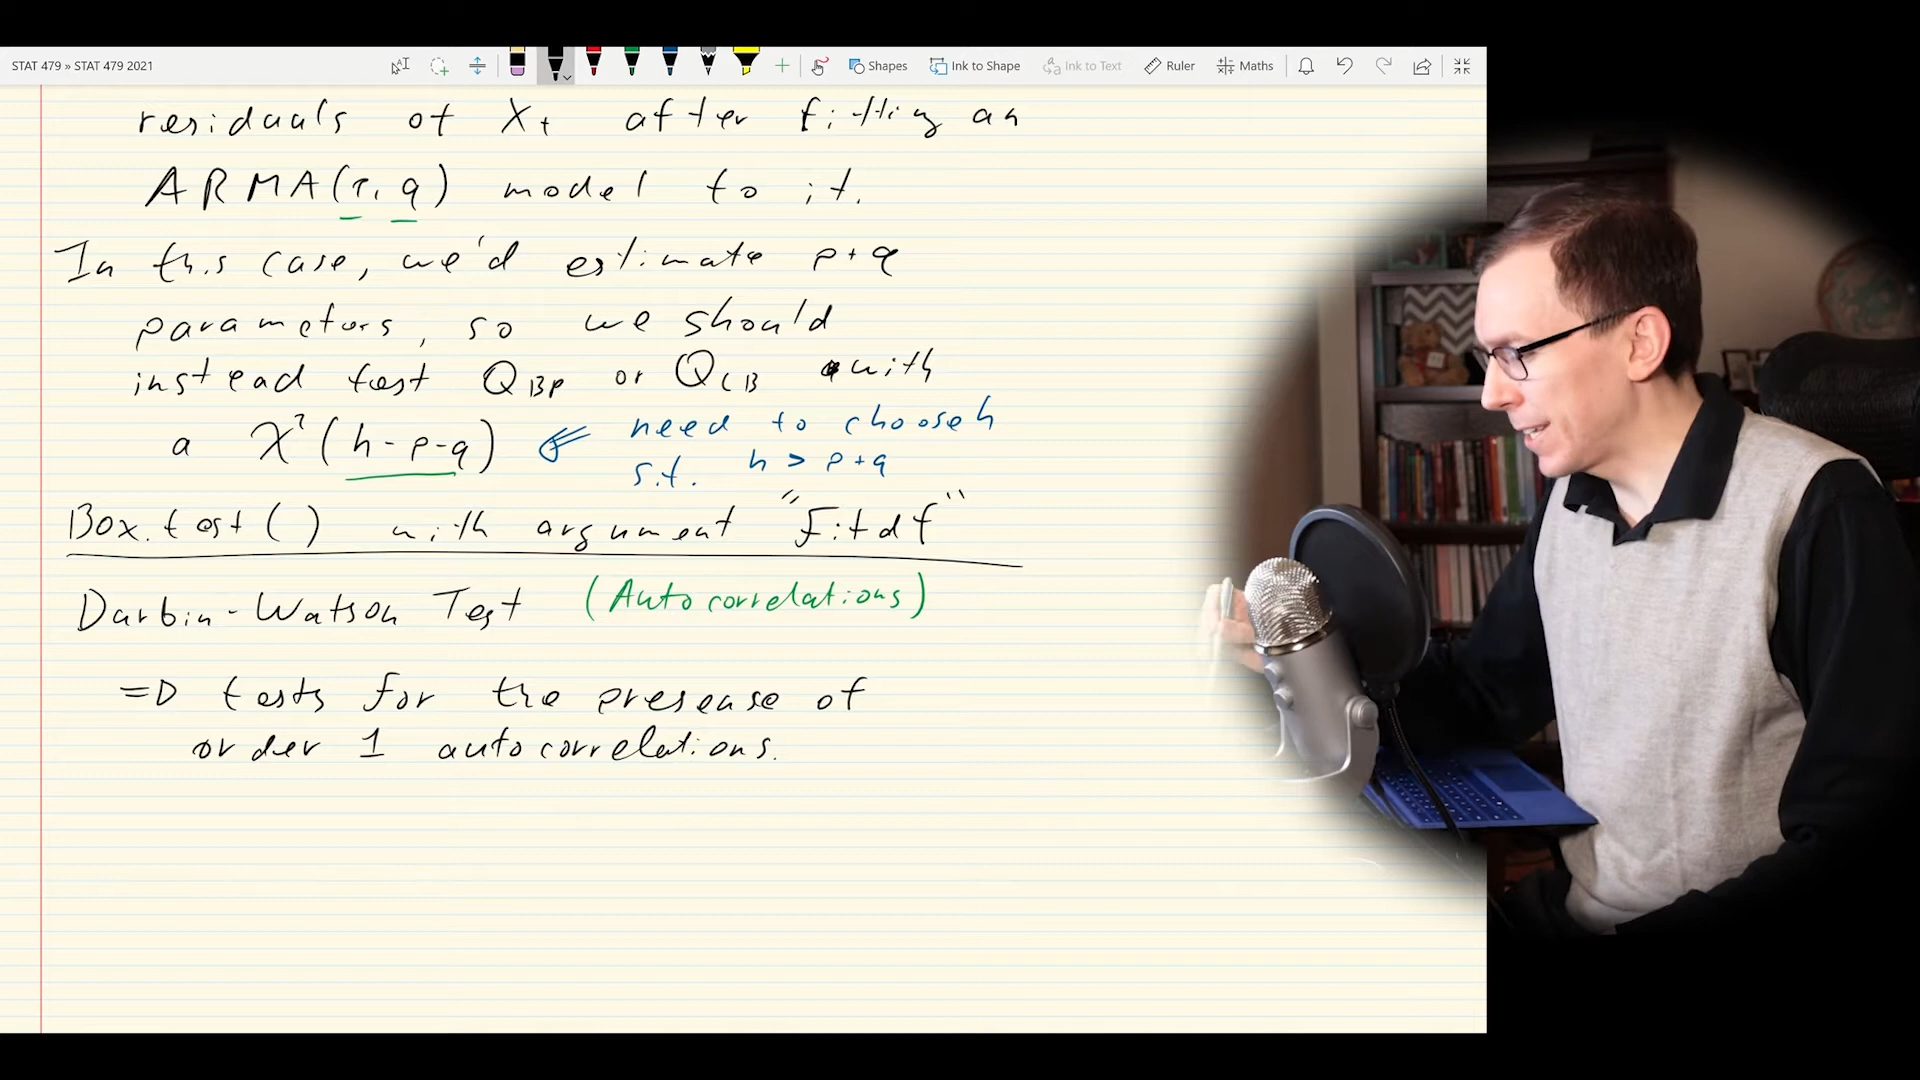 STAT 479 » STAT 479 2021
Shapes Ink to Shape Ink to Text Ruler Maths
residuals of Xt after fitting an
ARMA(p, q) model to it.
In this case, we'd estimate p+q
parameters, so we should
instead test Q_BP or Q_LB with
a χ²(h-p-q) need to choose h
s.t. h > p+q
Box.test() with argument "Fitdf"
Durbin-Watson Test (Autocorrelations)
⇒ tests for the presense of
order 1 autocorrelations.